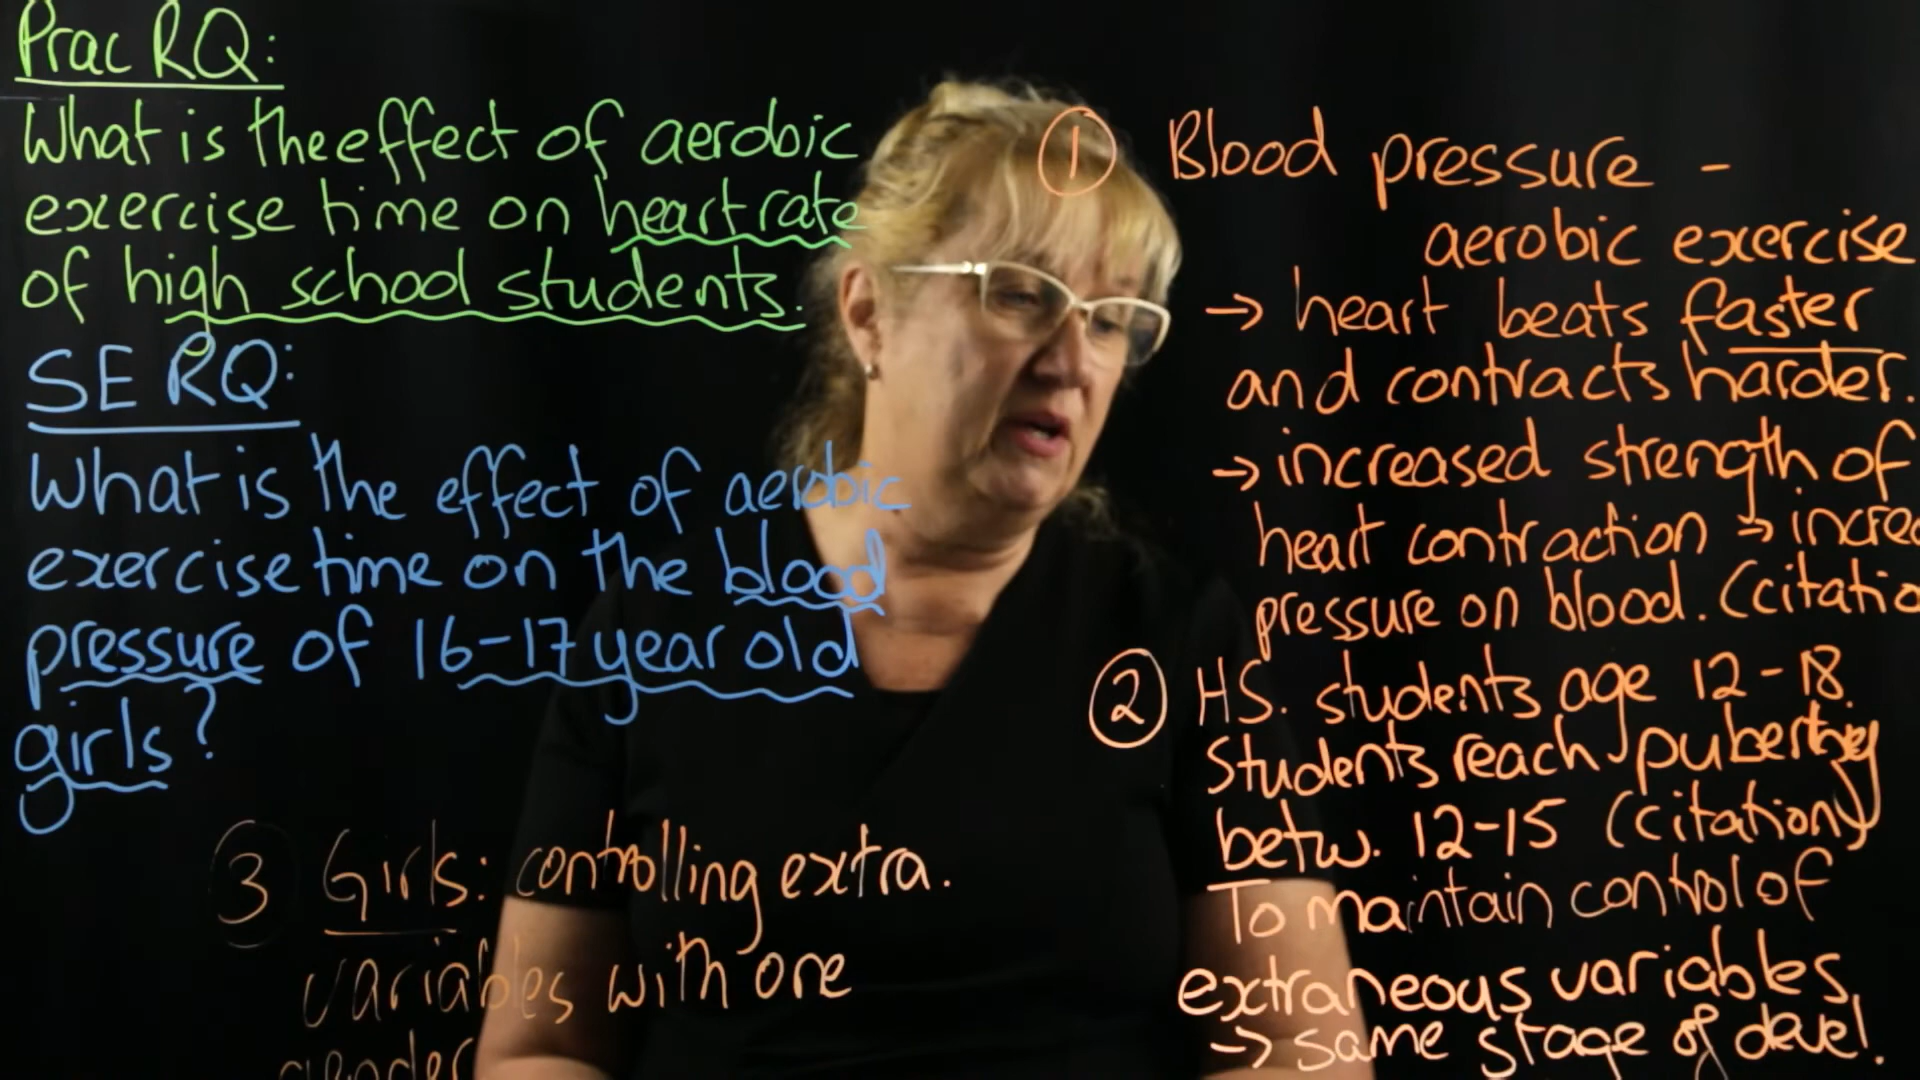 Prac RQ:
What is the effect of aerobic
exercise time on heart rate
of high school students.
SE RQ:
What is the effect of aerobic
exercise time on the blood
pressure of 16-17 year old
girls?
① Blood pressure -
aerobic exercise
→ heart beats faster
and contracts harder.
→ increased strength of
heart contraction →
pressure on blood.
② HS. students age 12-18.
Students reach puberty
betw. 12-15 (citation)
To maintain control of
extraneous variables,
→ same stage of devel.
③ Girls: controlling extra.
variables with one
gender